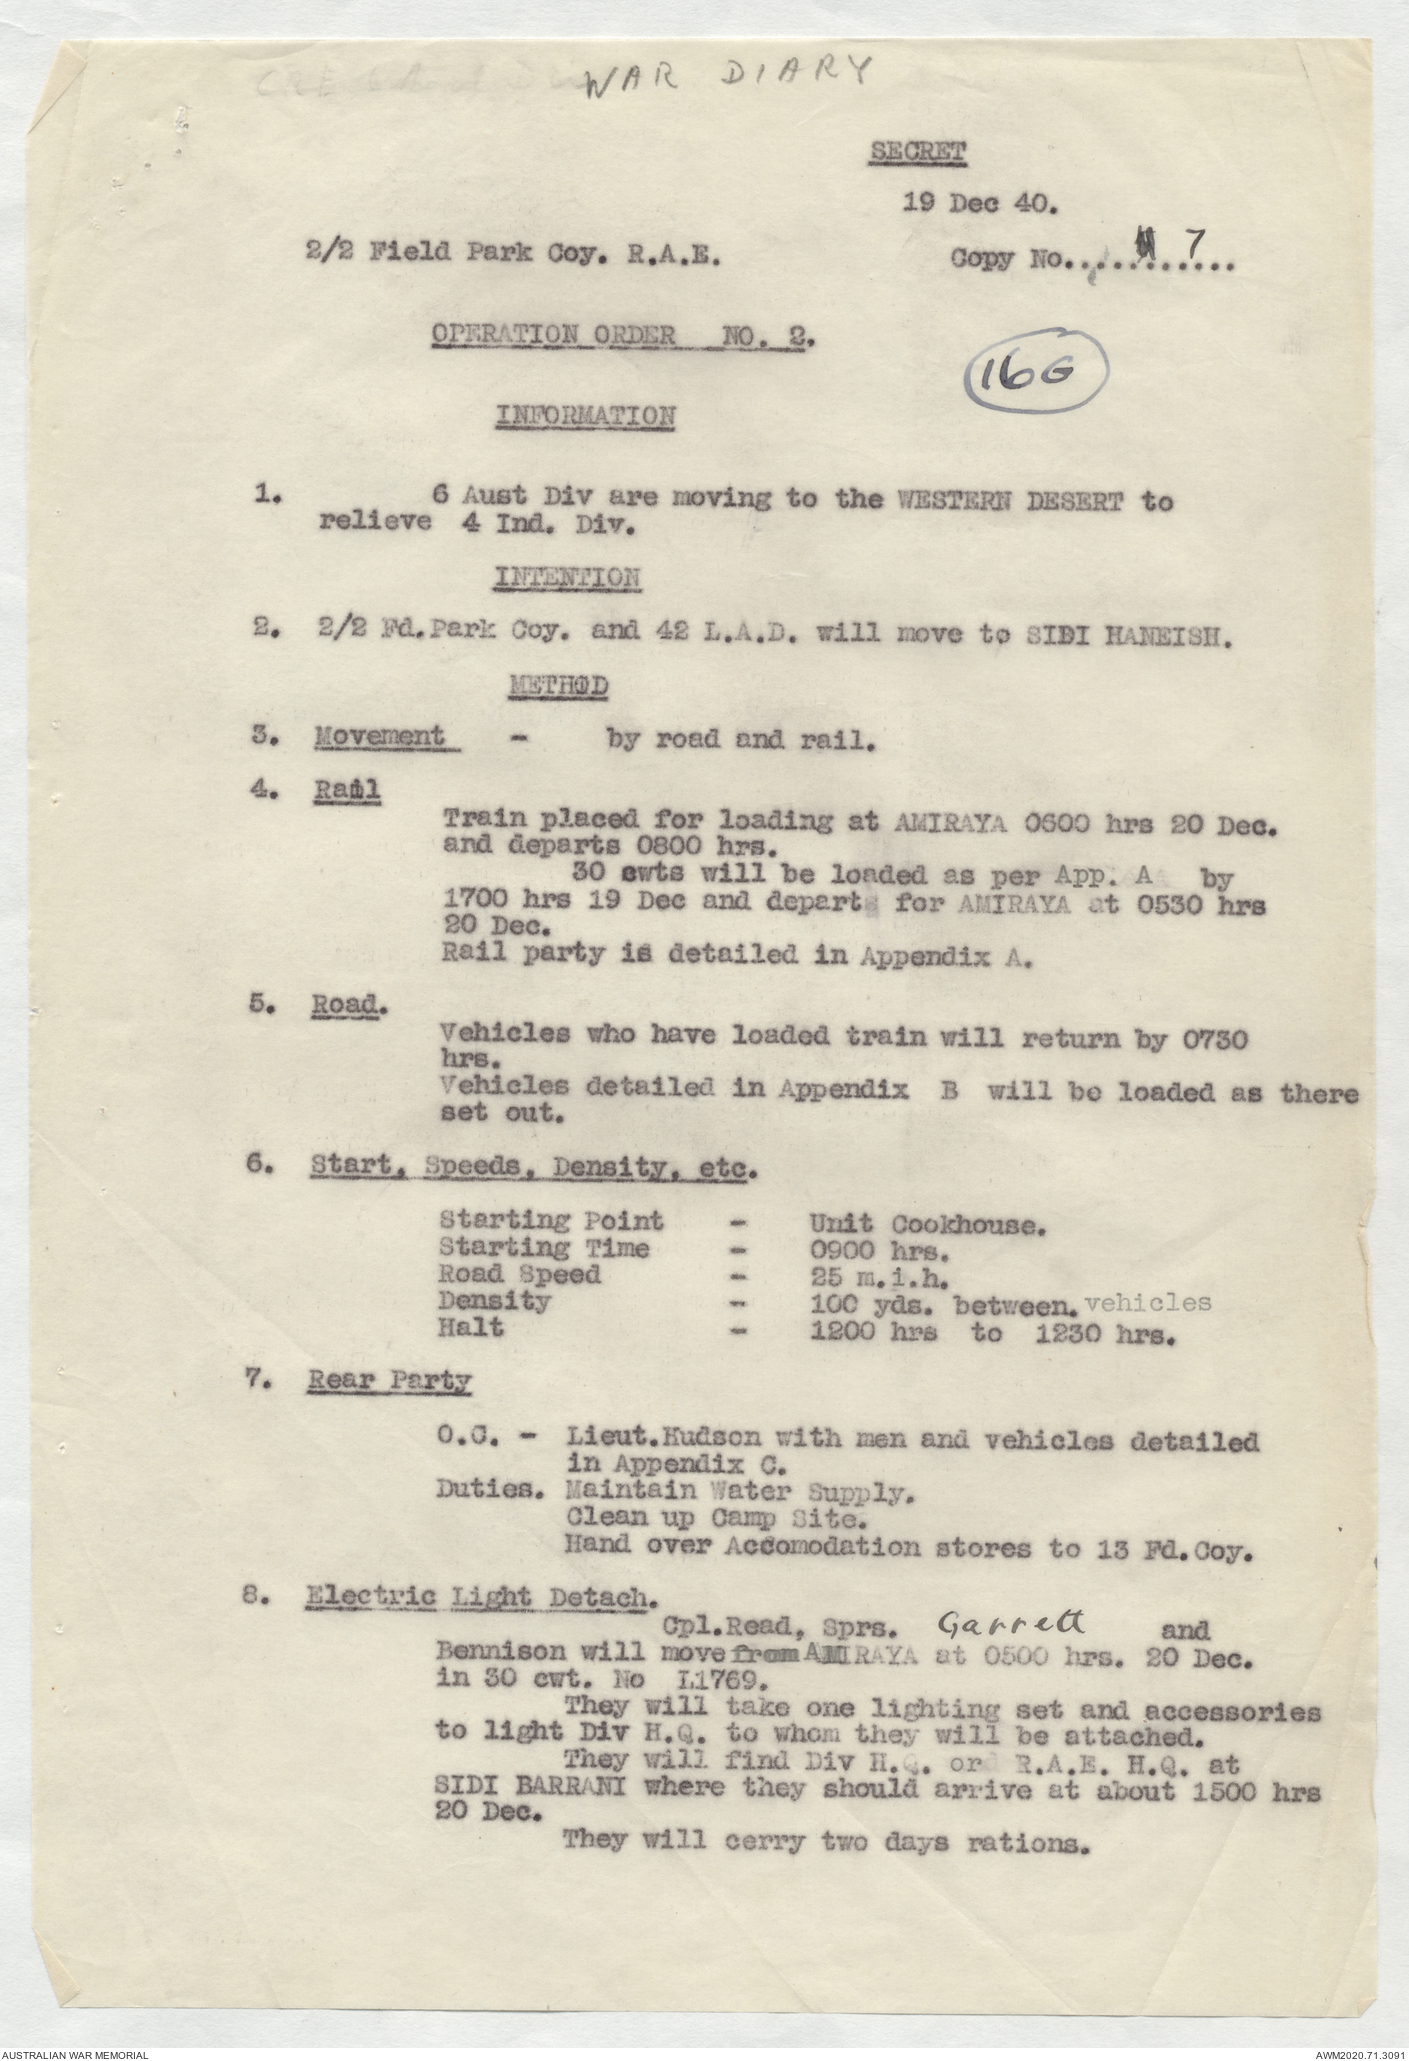 WAR DIARY
SECRET
19 Dec 40.
2/2 Field Park Coy. R.A.E.
Copy No............ 7
OPERATION ORDER NO. 2.
16G
INFORMATION
1. 6 Aust Div are moving to the WESTERN DESERT to
relieve 4 Ind. Div.
INTENTION
2. 2/2 Fd.Park Coy. and 42 L.A.D. will move to SIDI HANEISH.
METHOD
3. Movement - by road and rail.
4. Rail
Train placed for loading at AMIRAYA 0600 hrs 20 Dec.
and departs 0800 hrs.
30 cwts will be loaded as per App. A by
1700 hrs 19 Dec and depart for AMIRAYA at 0530 hrs
20 Dec.
Rail party is detailed in Appendix A.
5. Road.
Vehicles who have loaded train will return by 0730
hrs.
Vehicles detailed in Appendix B will be loaded as there
set out.
6. Start, Speeds, Density, etc.
Starting Point - Unit Cookhouse.
Starting Time - 0900 hrs.
Road Speed - 25 m.i.h.
Density - 100 yds. between. vehicles
Halt - 1200 hrs to 1230 hrs.
7. Rear Party
O.C. - Lieut.Hudson with men and vehicles detailed
in Appendix C.
Duties. Maintain Water Supply.
Clean up Camp Site.
Hand over Accomodation stores to 13 Fd.Coy.
8. Electric Light Detach.
Cpl.Read, Sprs. Garrett and
Bennison will move from AMIRAYA at 0500 hrs. 20 Dec.
in 30 cwt. No L1769.
They will take one lighting set and accessories
to light Div H.Q. to whom they will be attached.
They will find Div H.Q. or R.A.E. H.Q. at
SIDI BARRANI where they should arrive at about 1500 hrs
20 Dec.
They will cerry two days rations.
AUSTRALIAN WAR MEMORIAL
AWM2020.71.3091